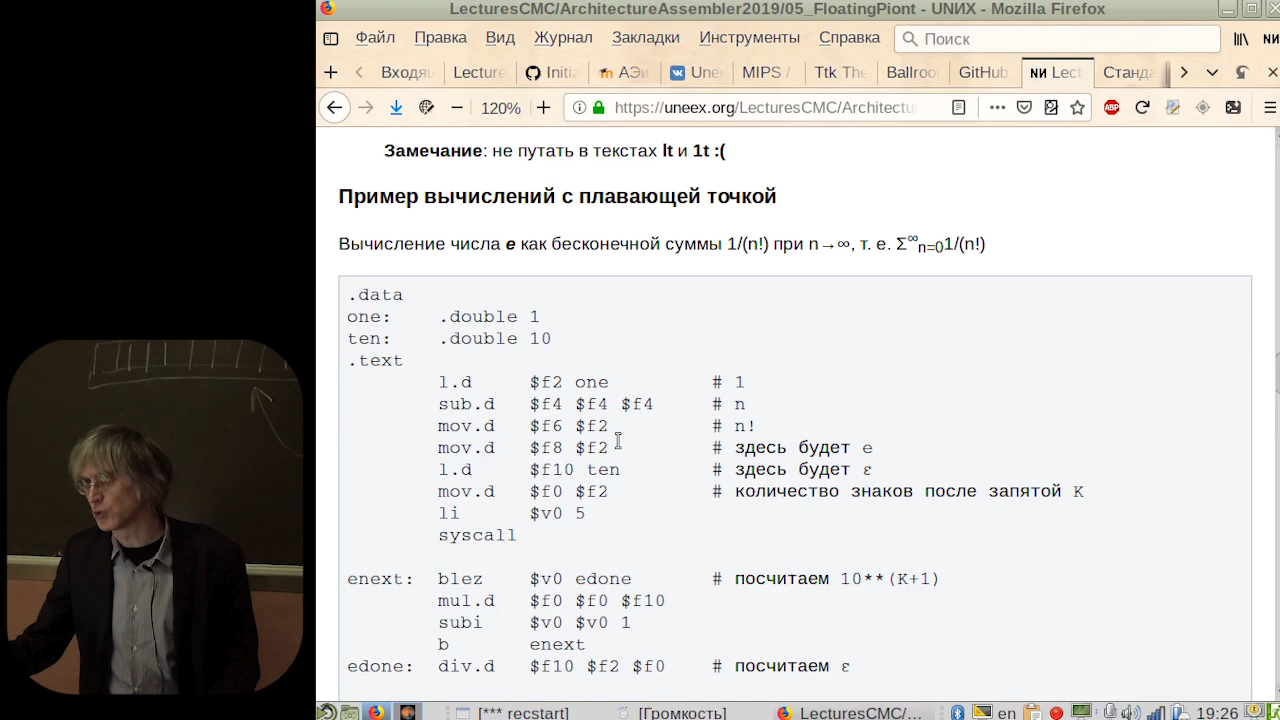 LecturesCMC/ArchitectureAssembler2019/05_FloatingPiont - UNИX - Mozilla Firefox
Файл Правка Вид Журнал Закладки Инструменты Справка Поиск
Входящ Lecture Initia АЭи Unee MIPS / Ttk The Ballroo GitHub Lect Станда
120% https://uneex.org/LecturesCMC/Architectu
Замечание: не путать в текстах lt и 1t :(
Пример вычислений с плавающей точкой
Вычисление числа e как бесконечной суммы 1/(n!) при n→∞, т. е. Σ∞n=01/(n!)
.data
one: .double 1
ten: .double 10
.text
l.d $f2 one # 1
sub.d $f4 $f4 $f4 # n
mov.d $f6 $f2 # n!
mov.d $f8 $f2 # здесь будет e
l.d $f10 ten # здесь будет ε
mov.d $f0 $f2 # количество знаков после запятой K
li $v0 5
syscall
enext: blez $v0 edone # посчитаем 10**(K+1)
mul.d $f0 $f0 $f10
subi $v0 $v0 1
b enext
edone: div.d $f10 $f2 $f0 # посчитаем ε
[*** recstart] [Громкость] LecturesCMC/... en 19:26